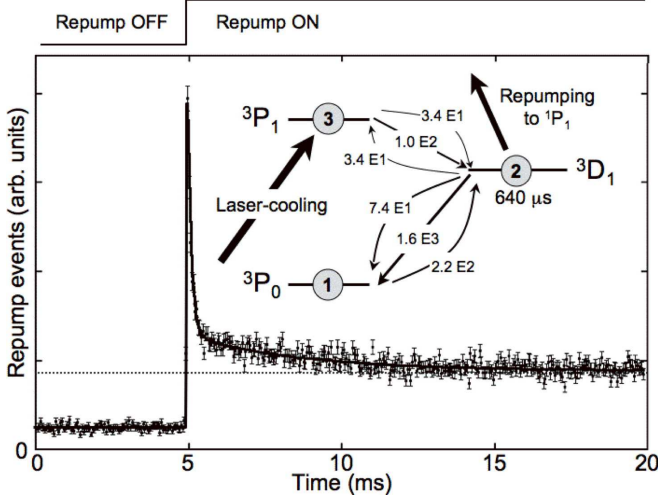 Repump OFF
Repump ON
Repump events (arb. units)
³P₁
3
3.4 E1
Repumping
to ¹P₁
1.0 E2
3.4 E1
2
³D₁
640 μs
Laser-cooling
7.4 E1
1.6 E3
2.2 E2
³P₀
1
0
0
5
10
15
20
Time (ms)